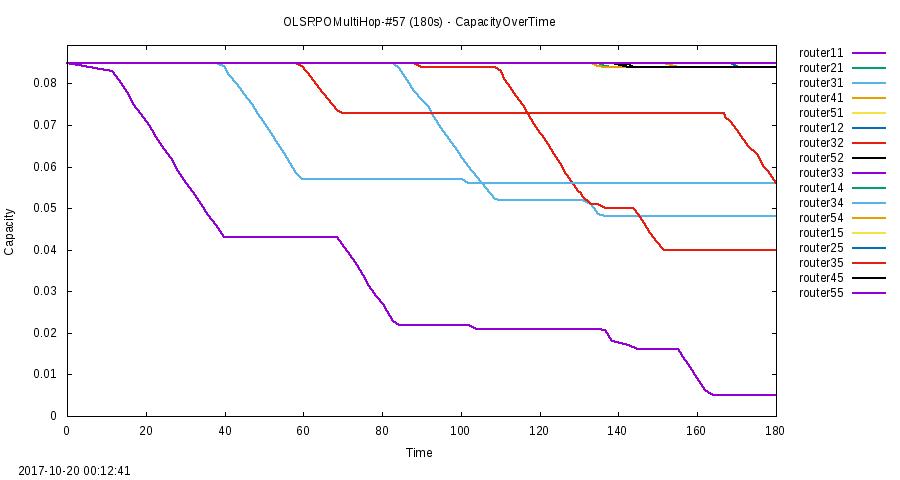 OLSRPOMultiHop-#57 (180s) - CapacityOverTime
Capacity
0.08
0.07
0.06
0.05
0.04
0.03
0.02
0.01
0
0 20 40 60 80 100 120 140 160 180
Time
router11
router21
router31
router41
router51
router12
router32
router52
router33
router14
router34
router54
router15
router25
router35
router45
router55
2017-10-20 00:12:41